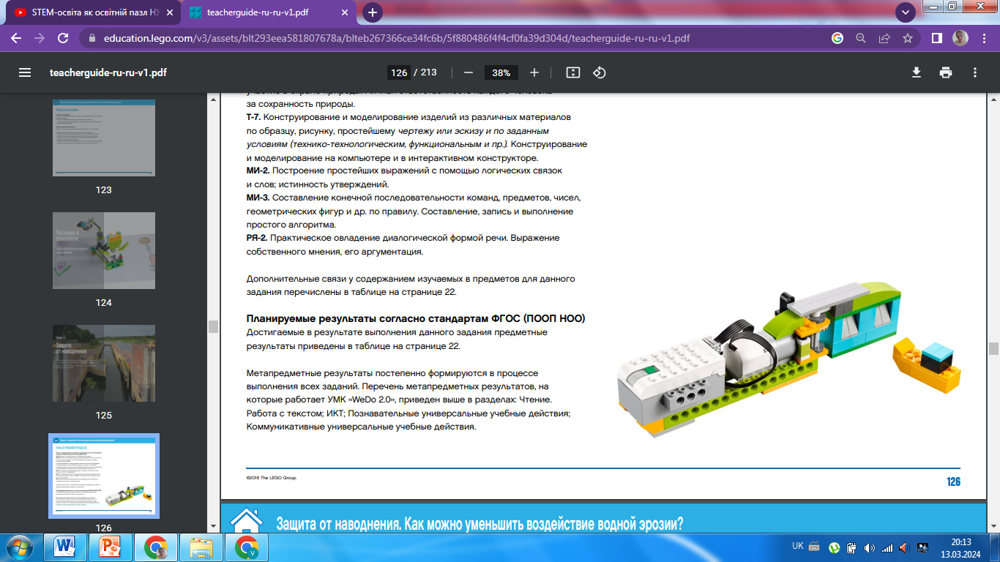 STEM-освіта як освітній пазл НУ
teacherguide-ru-ru-v1.pdf
education.lego.com/v3/assets/blt293eea581807678a/blteb267366ce34fc6b/5f880486f4f4cf0fa39d304d/teacherguide-ru-ru-v1.pdf
teacherguide-ru-ru-v1.pdf
126 / 213
38%
123
Растения и опылители
124
Защита
от наводнения
125
126
за сохранность природы.
Т-7. Конструирование и моделирование изделий из различных материалов
по образцу, рисунку, простейшему чертежу или эскизу и по заданным
условиям (технико-технологическим, функциональным и пр.). Конструирование
и моделирование на компьютере и в интерактивном конструкторе.
МИ-2. Построение простейших выражений с помощью логических связок
и слов; истинность утверждений.
МИ-3. Составление конечной последовательности команд, предметов, чисел,
геометрических фигур и др. по правилу. Составление, запись и выполнение
простого алгоритма.
РЯ-2. Практическое овладение диалогической формой речи. Выражение
собственного мнения, его аргументация.
Дополнительные связи у содержанием изучаемых в предметов для данного
задания перечислены в таблице на странице 22.
Планируемые результаты согласно стандартам ФГОС (ПООП НОО)
Достигаемые в результате выполнения данного задания предметные
результаты приведены в таблице на странице 22.
Метапредметные результаты постепенно формируются в процессе
выполнения всех заданий. Перечень метапредметных результатов, на
которые работает УМК «WeDo 2.0», приведен выше в разделах: Чтение.
Работа с текстом; ИКТ; Познавательные универсальные учебные действия;
Коммуникативные универсальные учебные действия.
©2016 The LEGO Group.
126
Защита от наводнения. Как можно уменьшить воздействие водной эрозии?
UK
20:13
13.03.2024